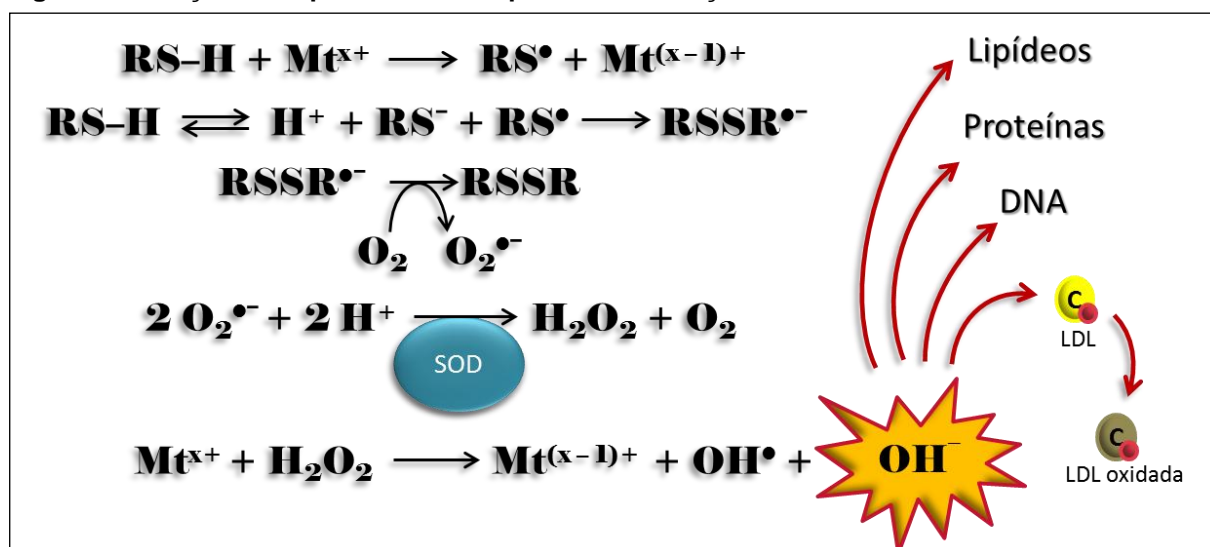 RS–H + Mtˣ⁺ → RS• + Mt⁽ˣ⁻¹⁾⁺
RS–H ⇌ H⁺ + RS⁻ + RS• → RSSR•⁻
RSSR•⁻ → RSSR
O₂ O₂•⁻
2 O₂•⁻ + 2 H⁺ → H₂O₂ + O₂
SOD
Mtˣ⁺ + H₂O₂ → Mt⁽ˣ⁻¹⁾⁺ + OH• + OH⁻
Lipídeos
Proteínas
DNA
C
LDL
C
LDL oxidada